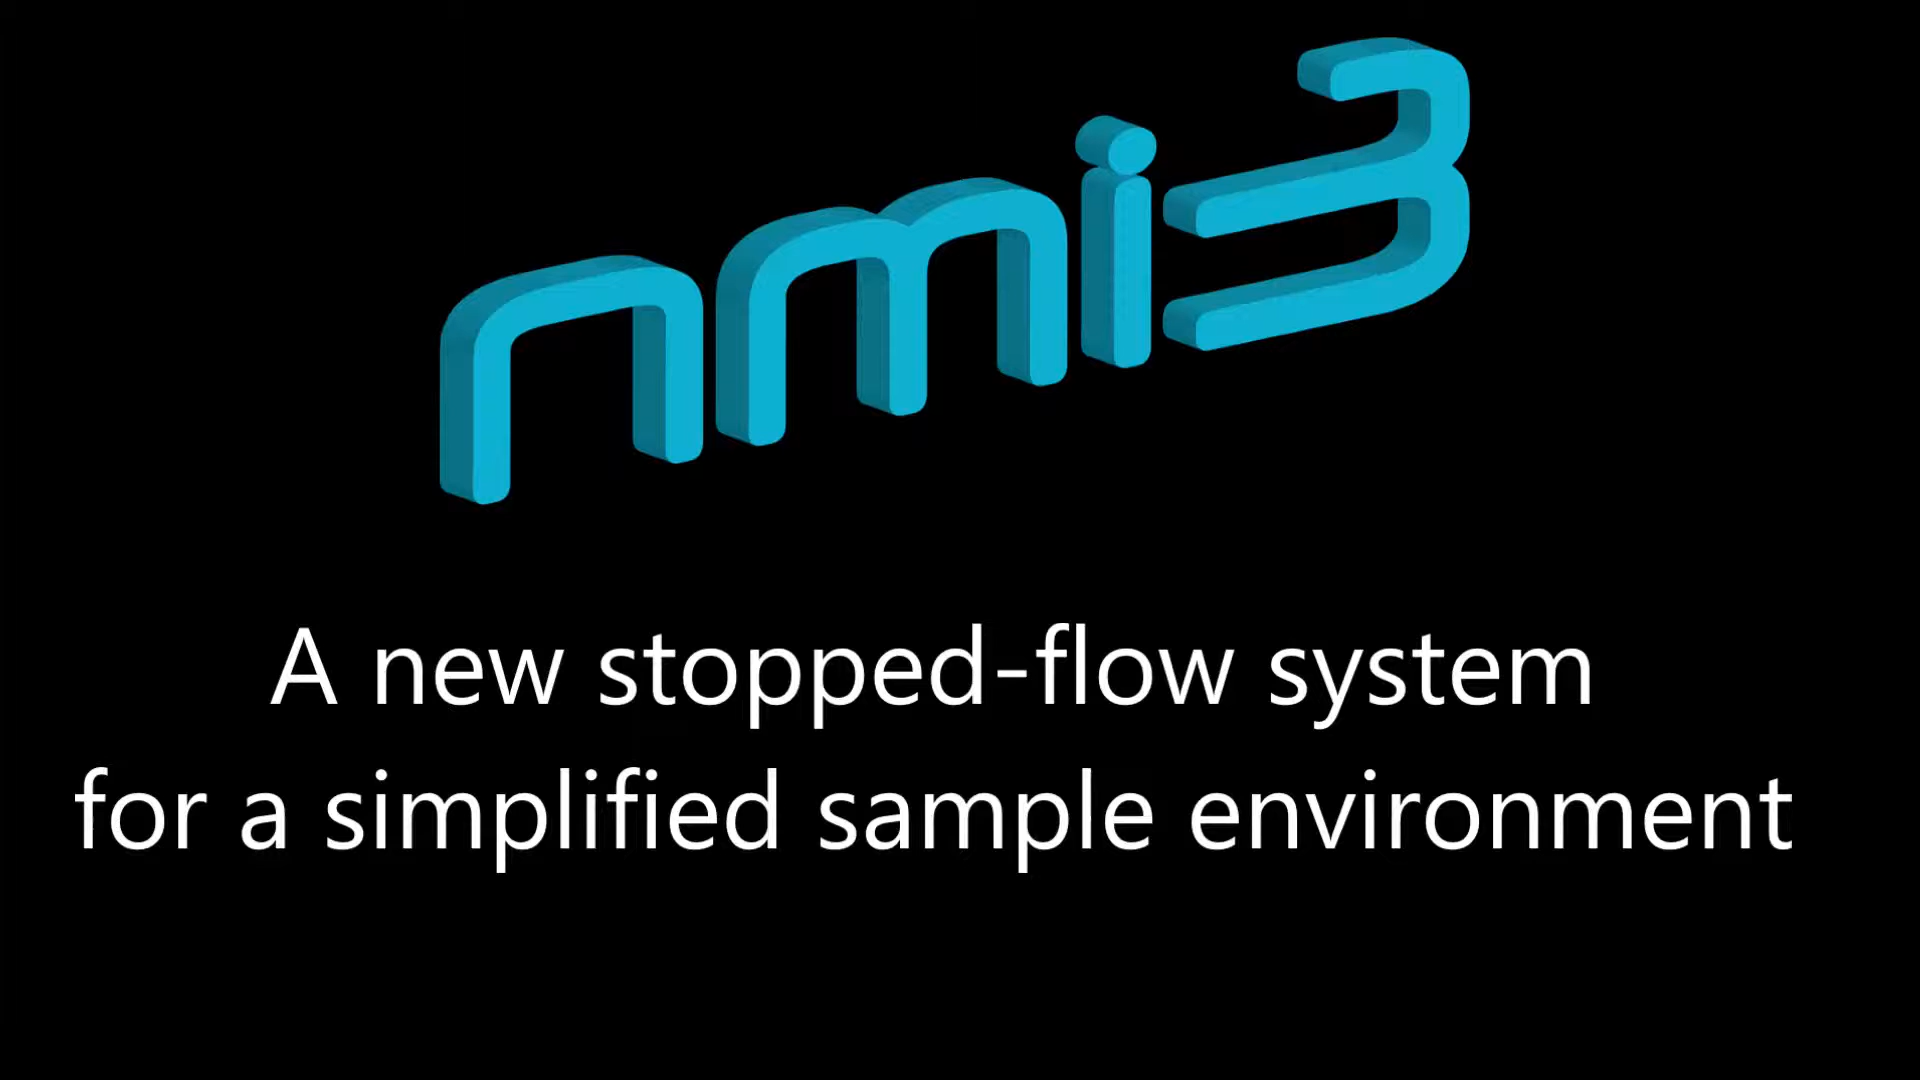 nmi3
A new stopped-flow system
for a simplified sample environment